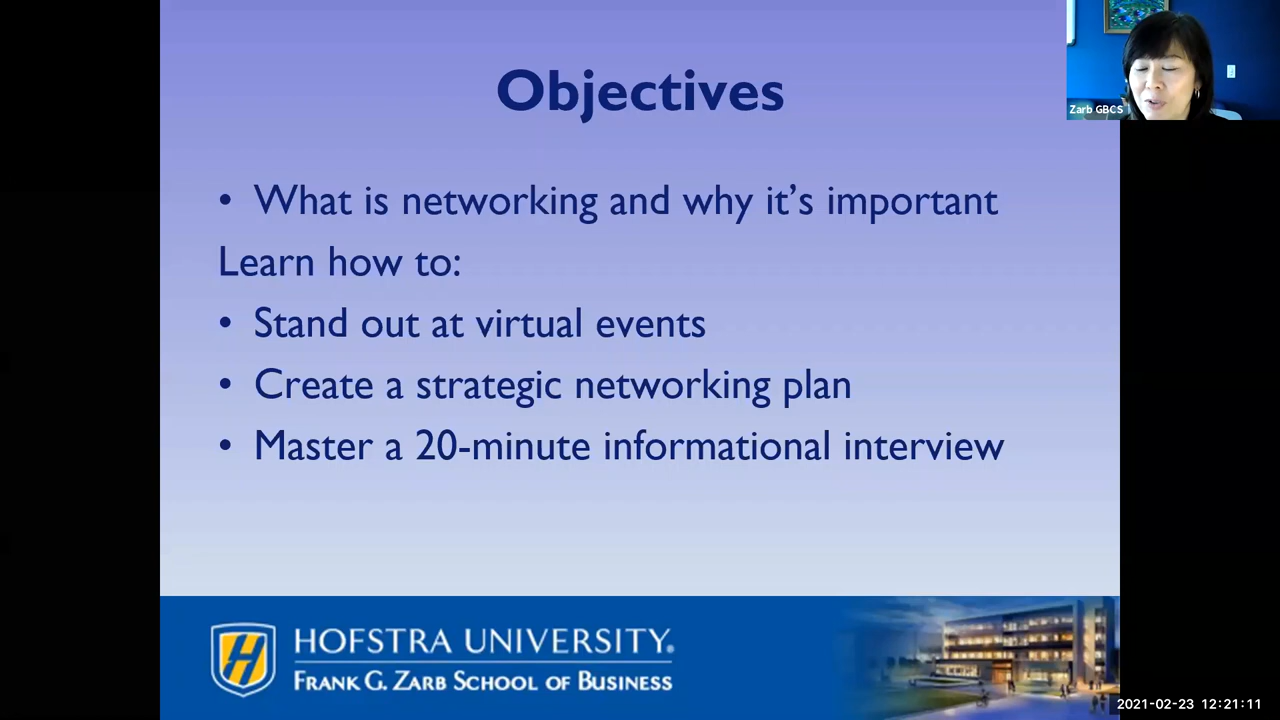 Objectives
Zarb GBCS
• What is networking and why it’s important
Learn how to:
• Stand out at virtual events
• Create a strategic networking plan
• Master a 20-minute informational interview
H
HOFSTRA UNIVERSITY®
FRANK G. ZARB SCHOOL OF BUSINESS
2021-02-23 12:21:11